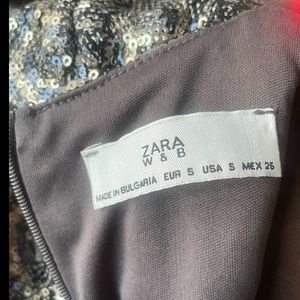 ZARA
W & B
MADE IN BULGARIA EUR S USA S MEX 26